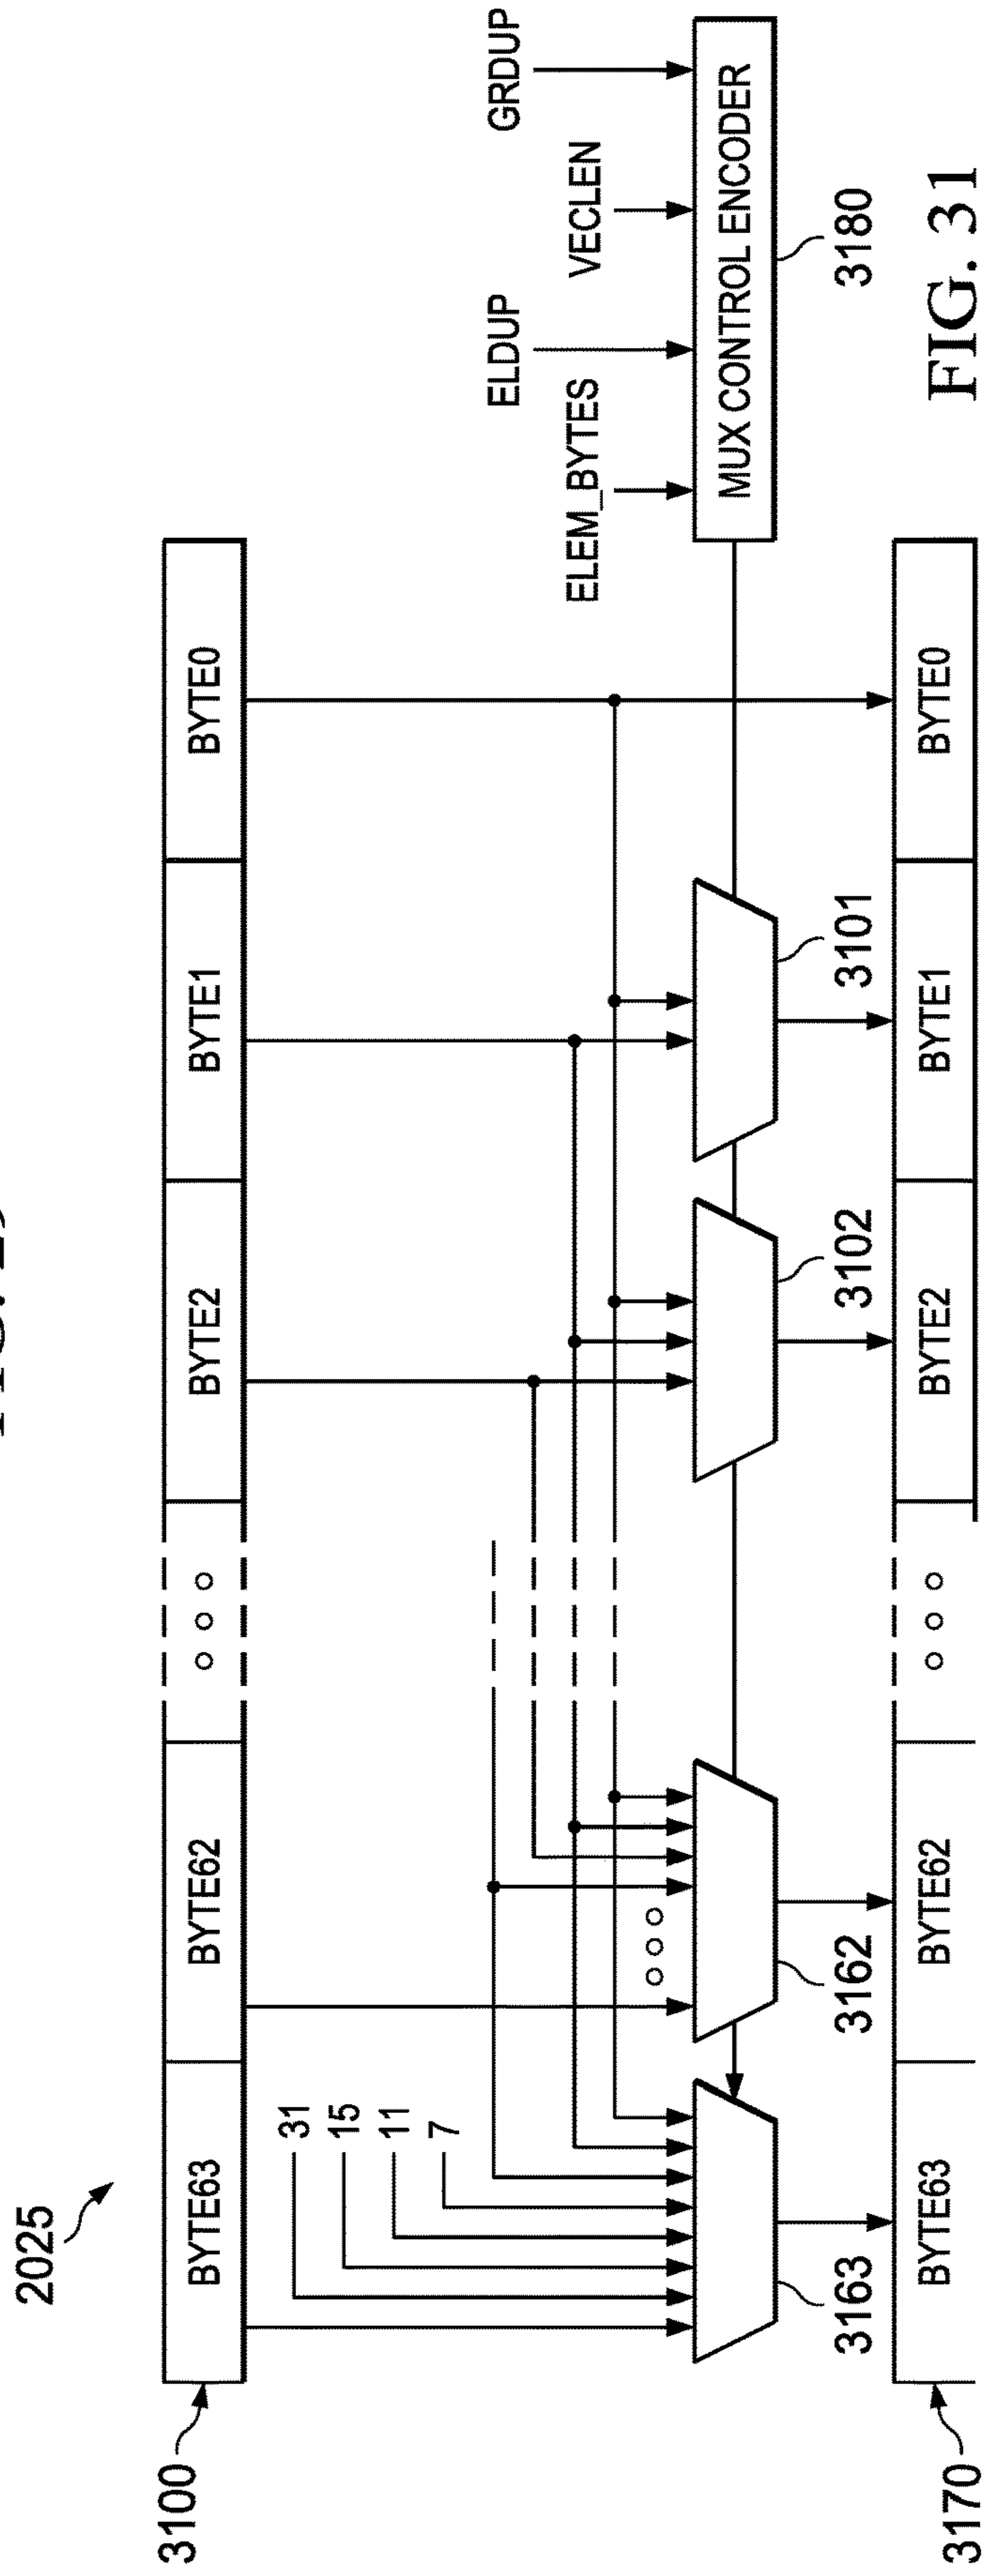 2025
3100
BYTE63
BYTE62
BYTE2
BYTE1
BYTE0
31
15
11
7
GRDUP
ELDUP
VECLEN
ELEM_BYTES
MUX CONTROL ENCODER
3180
3163
3162
3102
3101
3170
BYTE63
BYTE62
BYTE2
BYTE1
BYTE0
FIG. 31